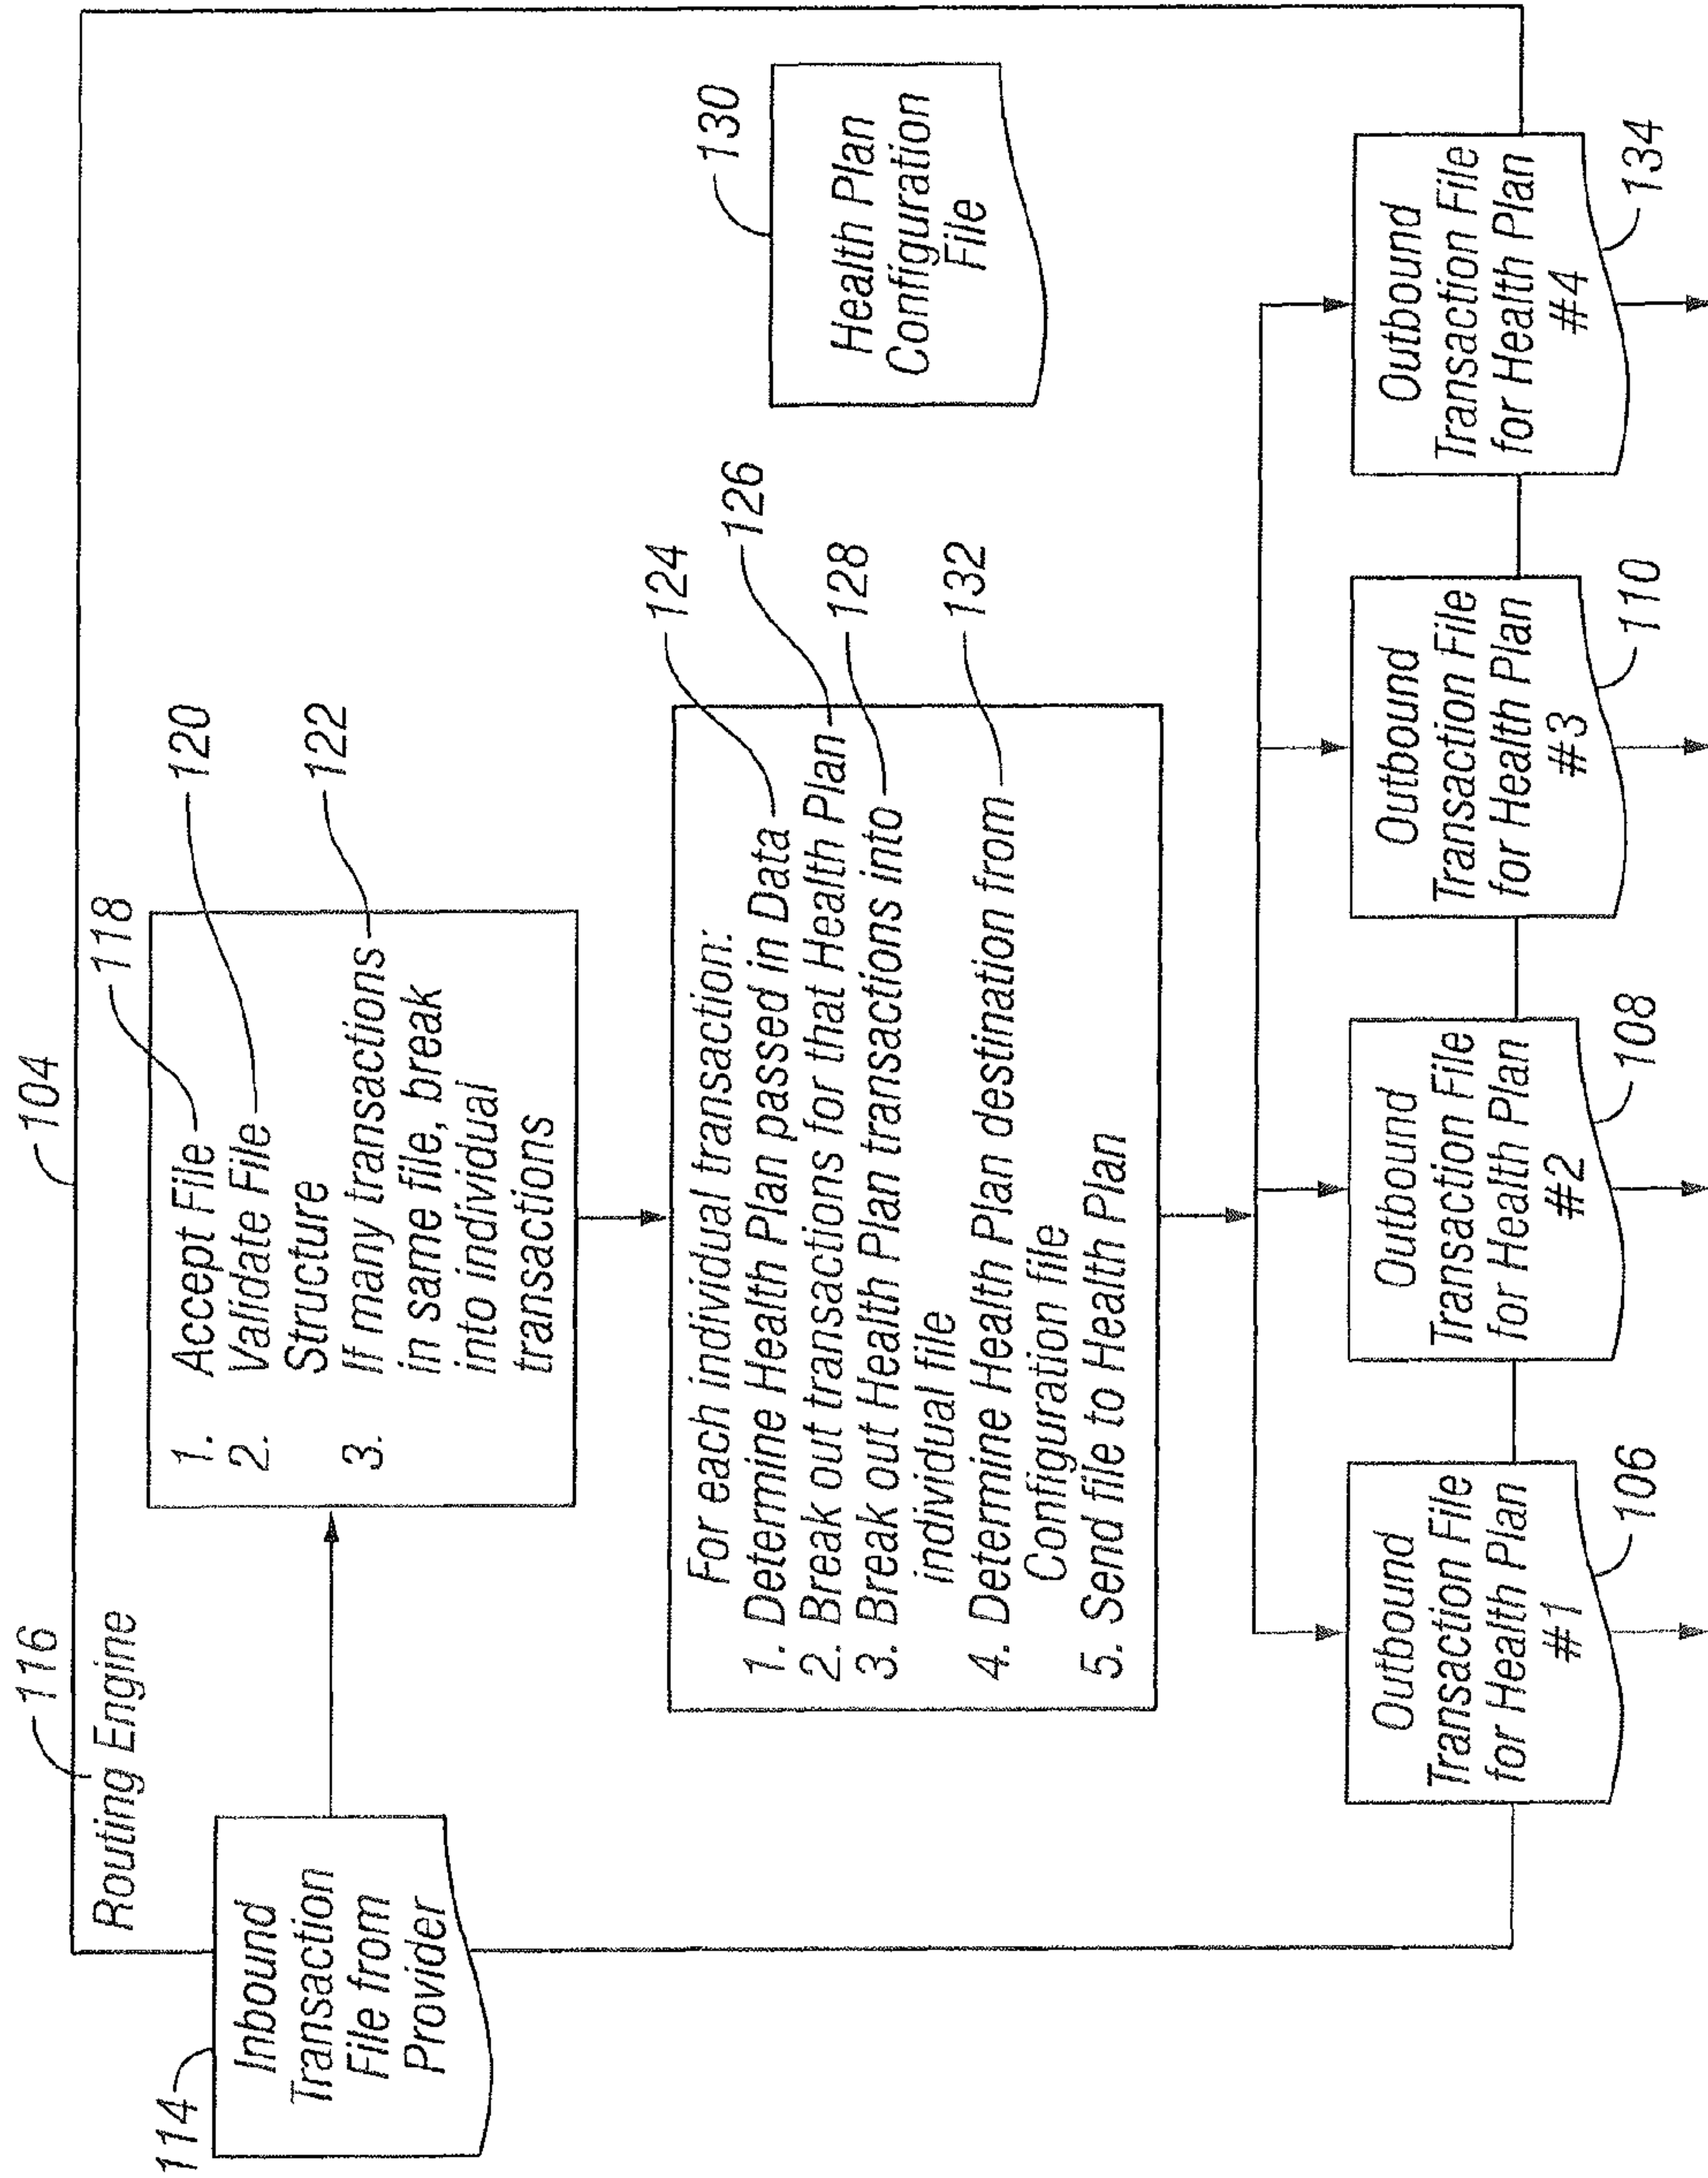 104
116
Routing Engine
114
Inbound
Transaction
File from
Provider
118
120
122
1. Accept File
2. Validate File
Structure
3. If many transactions
in same file, break
into individual
transactions
124
126
128
132
For each individual transaction:
1. Determine Health Plan passed in Data
2. Break out transactions for that Health Plan
3. Break out Health Plan transactions into
individual file
4. Determine Health Plan destination from
Configuration file
5. Send file to Health Plan
130
Health Plan
Configuration
File
Outbound
Transaction File
for Health Plan
#1
106
Outbound
Transaction File
for Health Plan
#2
108
Outbound
Transaction File
for Health Plan
#3
110
Outbound
Transaction File
for Health Plan
#4
134